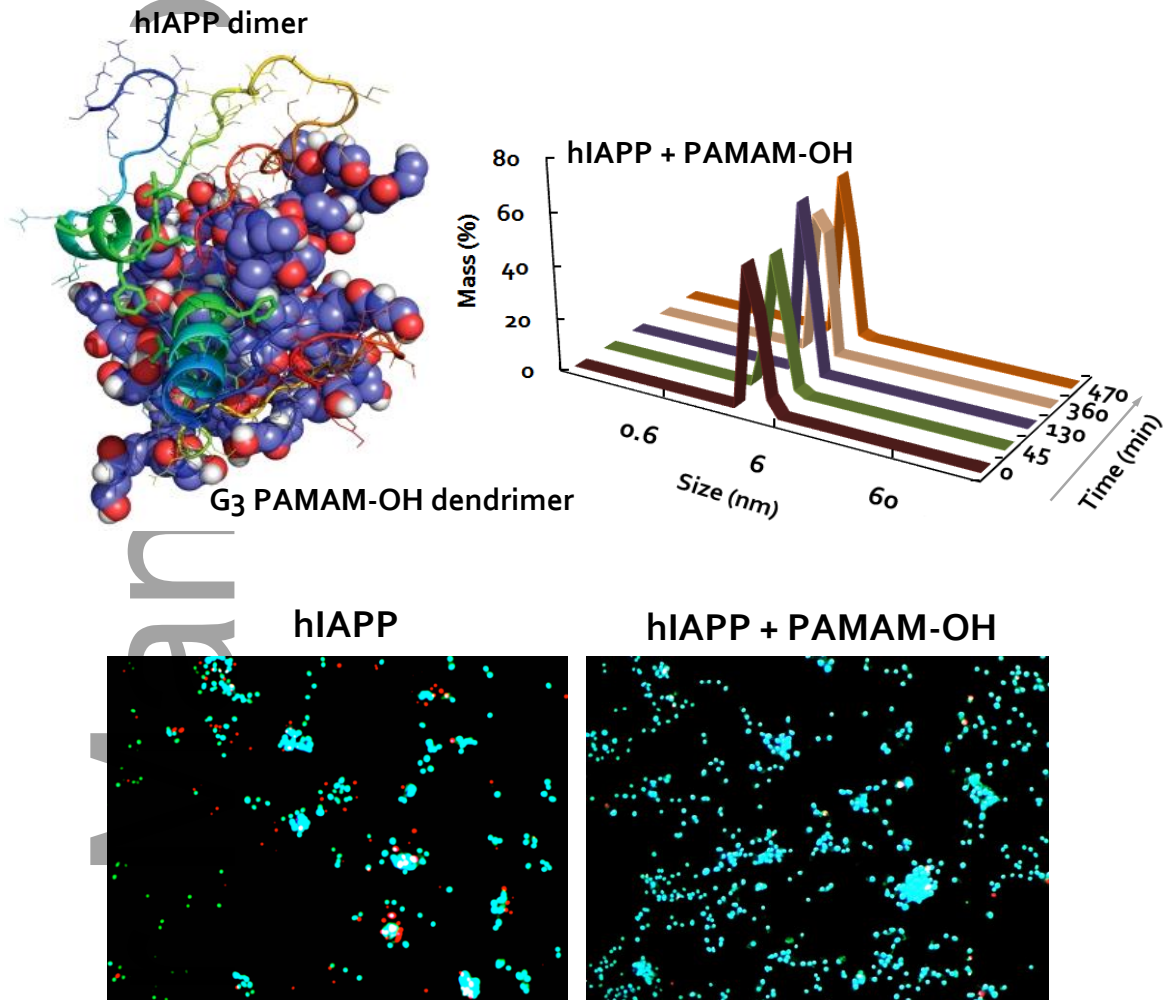 hIAPP dimer
G3 PAMAM-OH dendrimer
hIAPP + PAMAM-OH
Mass (%)
80
60
40
20
0
0.6
6
60
Size (nm)
0
45
130
360
470
Time (min)
hIAPP
hIAPP + PAMAM-OH